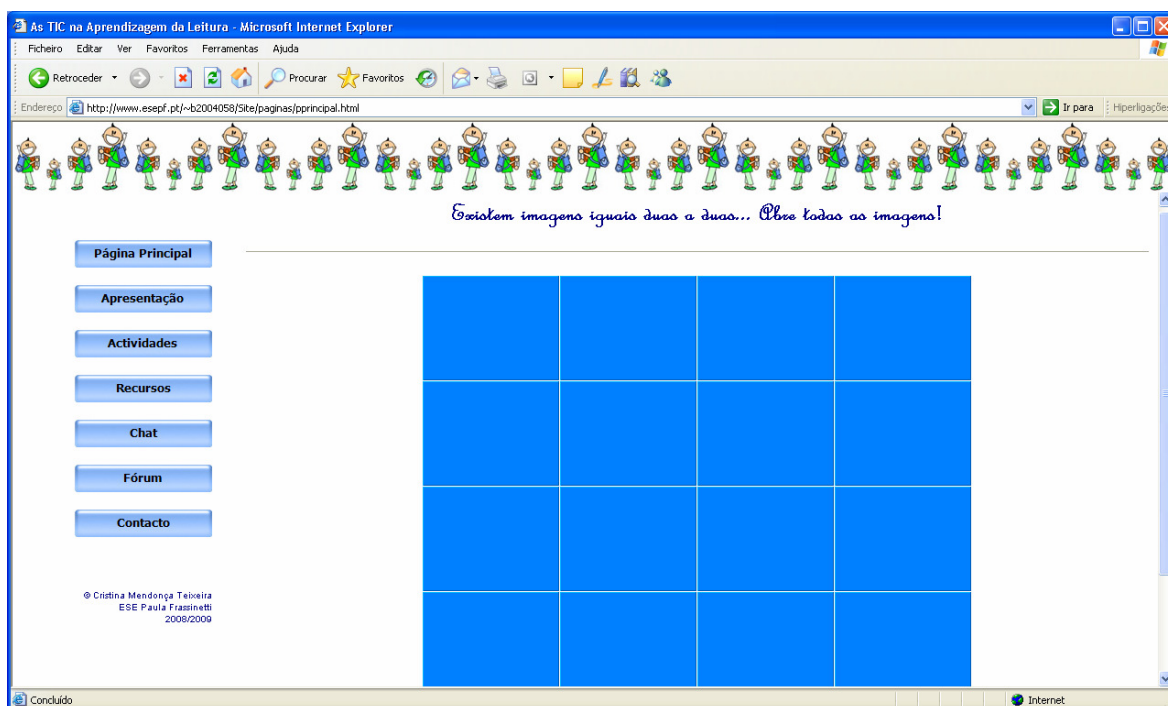 As TIC na Aprendizagem da Leitura - Microsoft Internet Explorer
Ficheiro Editar Ver Favoritos Ferramentas Ajuda
Retroceder Procurar Favoritos
Endereço http://www.esepf.pt/~b2004058/Site/paginas/pprincipal.html Ir para Hiperligações
Existem imagens iguais duas a duas... Abre todas as imagens!
Página Principal
Apresentação
Actividades
Recursos
Chat
Fórum
Contacto
© Cristina Mendonça Teixeira
ESE Paula Frassinetti
2008/2009
Concluído Internet